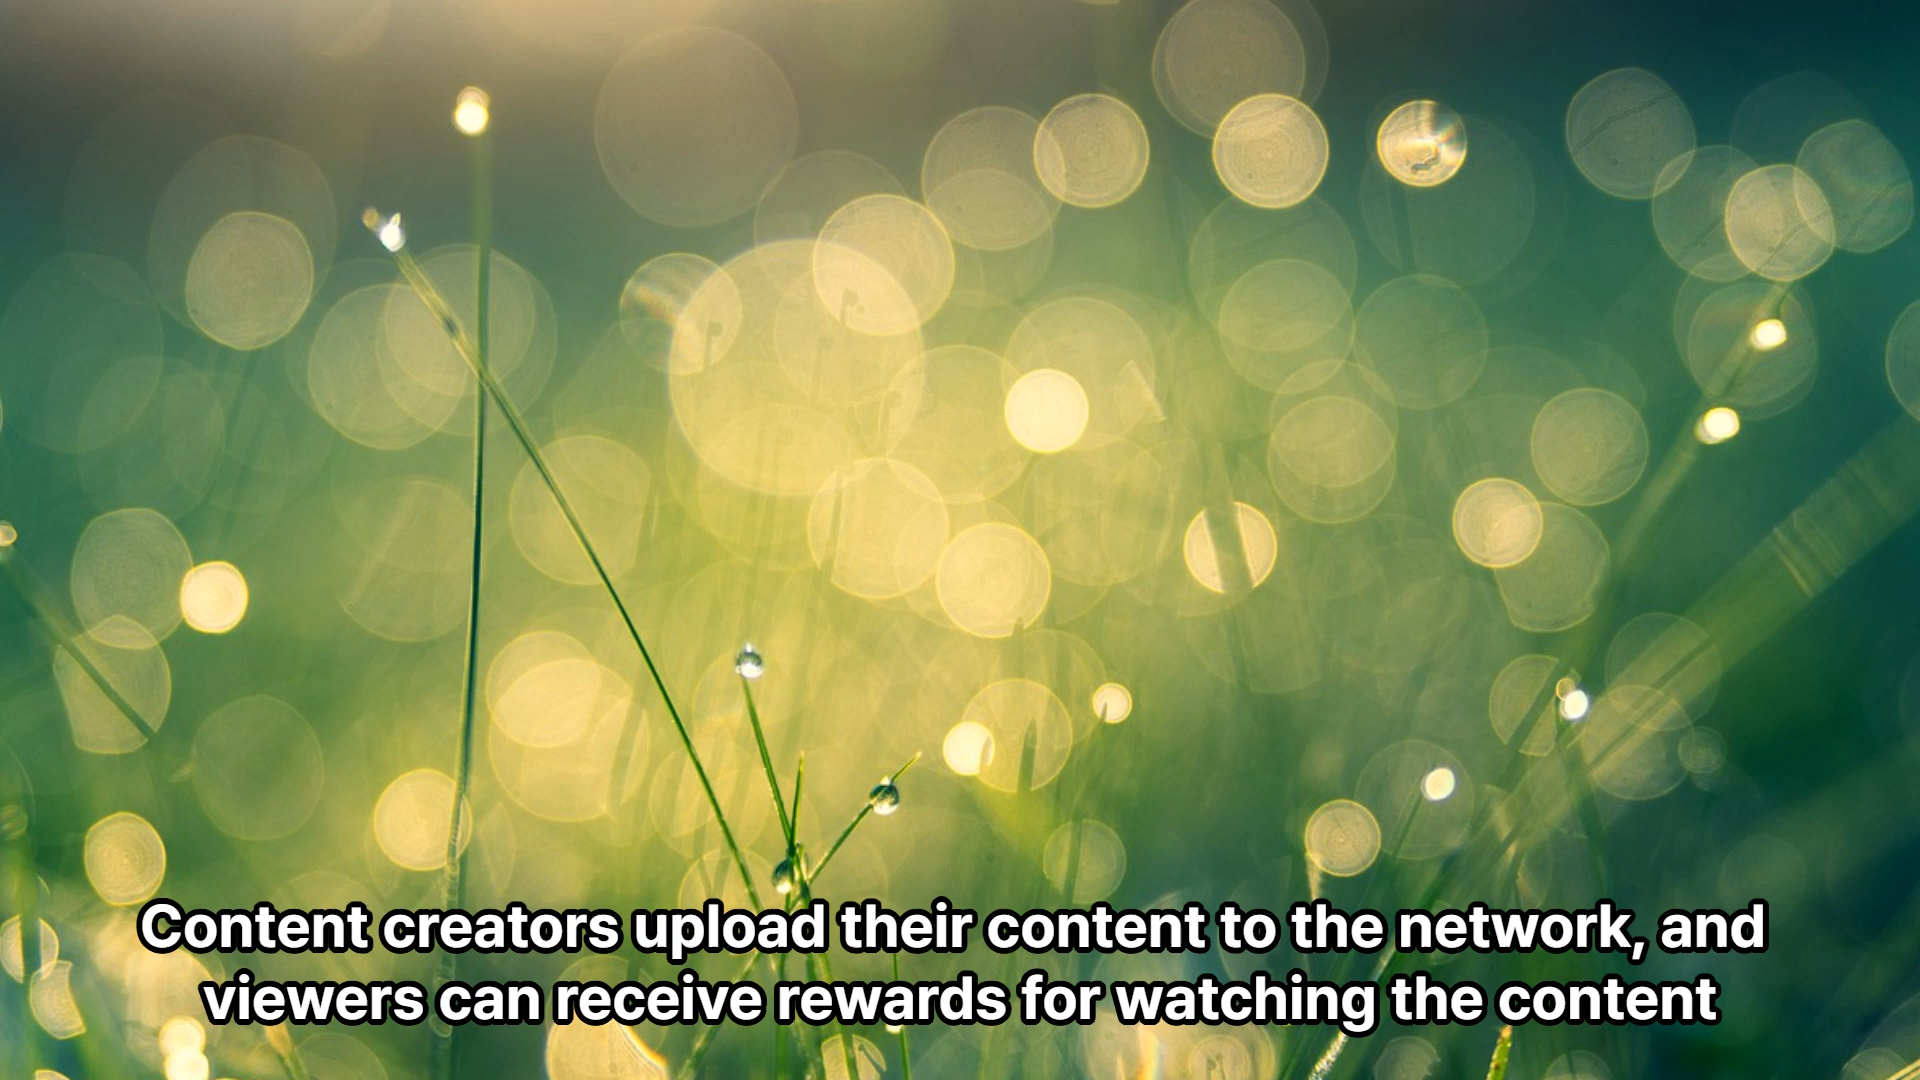 Content creators upload their content to the network, and
viewers can receive rewards for watching the content